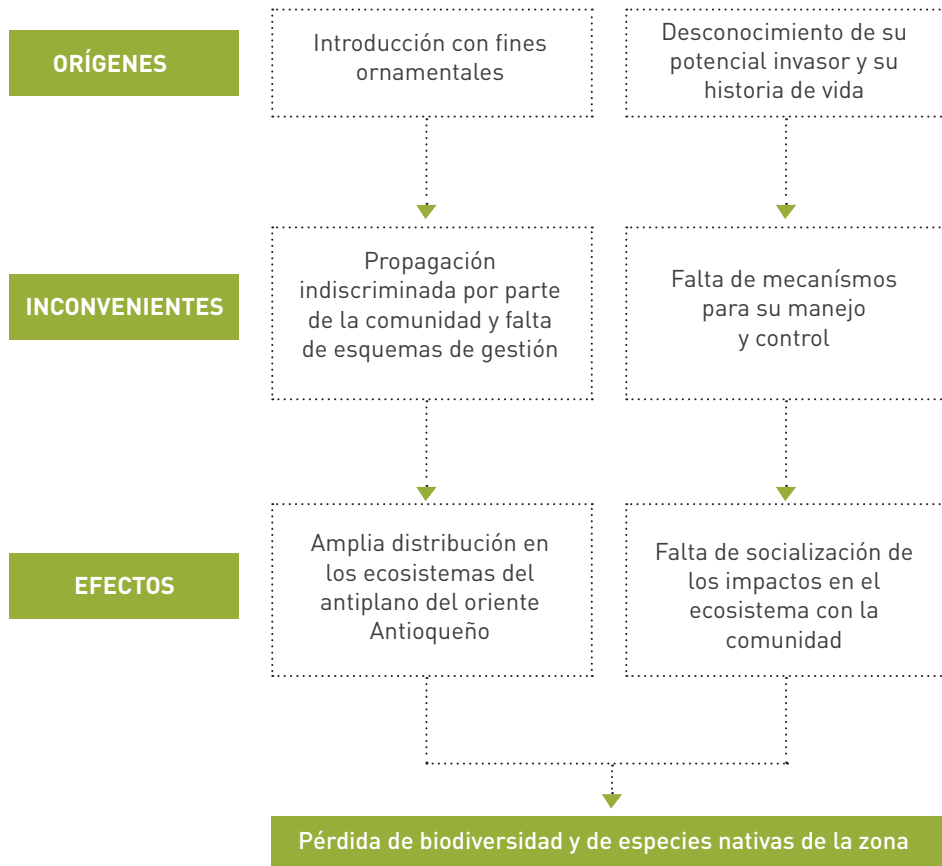 ORÍGENES
Introducción con fines
ornamentales
Desconocimiento de su
potencial invasor y su
historia de vida
INCONVENIENTES
Propagación
indiscriminada por parte
de la comunidad y falta
de esquemas de gestión
Falta de mecanísmos
para su manejo
y control
EFECTOS
Amplia distribución en
los ecosistemas del
antiplano del oriente
Antioqueño
Falta de socialización de
los impactos en el
ecosistema con la
comunidad
Pérdida de biodiversidad y de especies nativas de la zona